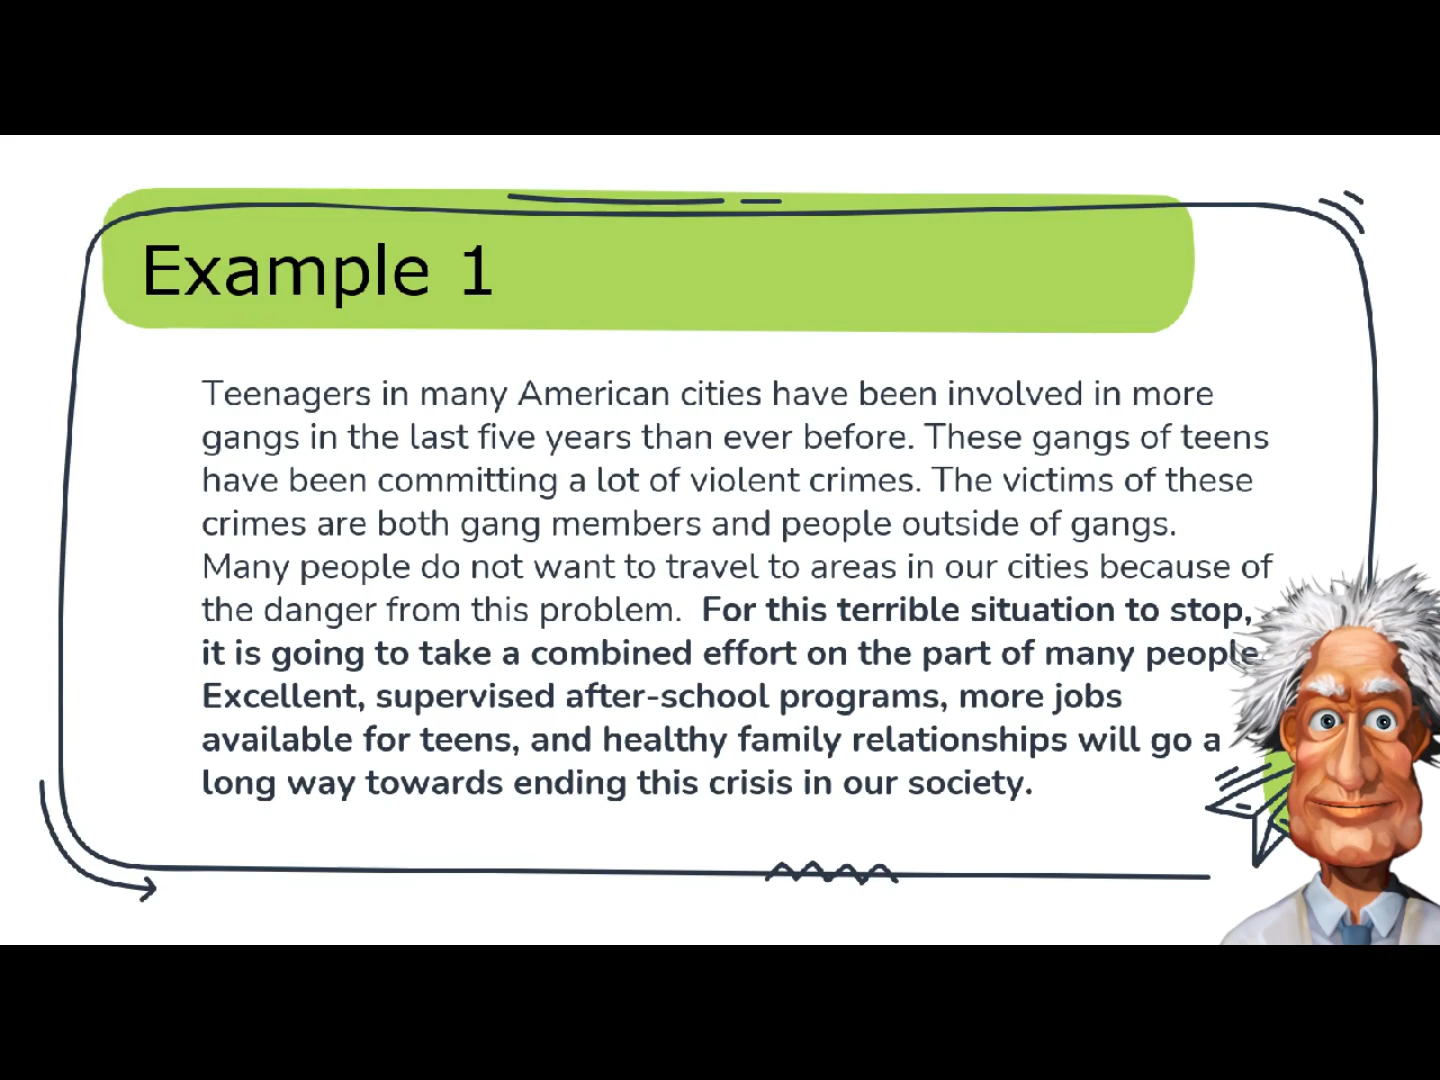 Example 1
Teenagers in many American cities have been involved in more
gangs in the last five years than ever before. These gangs of teens
have been committing a lot of violent crimes. The victims of these
crimes are both gang members and people outside of gangs.
Many people do not want to travel to areas in our cities because of
the danger from this problem.  For this terrible situation to stop,
it is going to take a combined effort on the part of many people.
Excellent, supervised after-school programs, more jobs
available for teens, and healthy family relationships will go a
long way towards ending this crisis in our society.